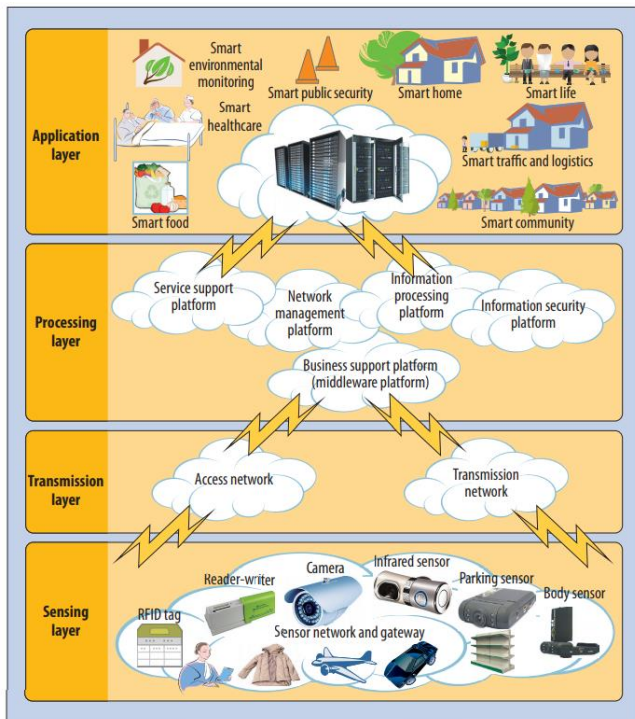 Application
layer
Smart
environmental
monitoring
Smart public security
Smart home
Smart life
Smart
healthcare
Smart traffic and logistics
Smart food
Smart community
Processing
layer
Service support
platform
Network
management
platform
Information
processing
platform
Information security
platform
Business support platform
(middleware platform)
Transmission
layer
Access network
Transmission
network
Sensing
layer
RFID tag
Reader-writer
Camera
Infrared sensor
Parking sensor
Body sensor
Sensor network and gateway